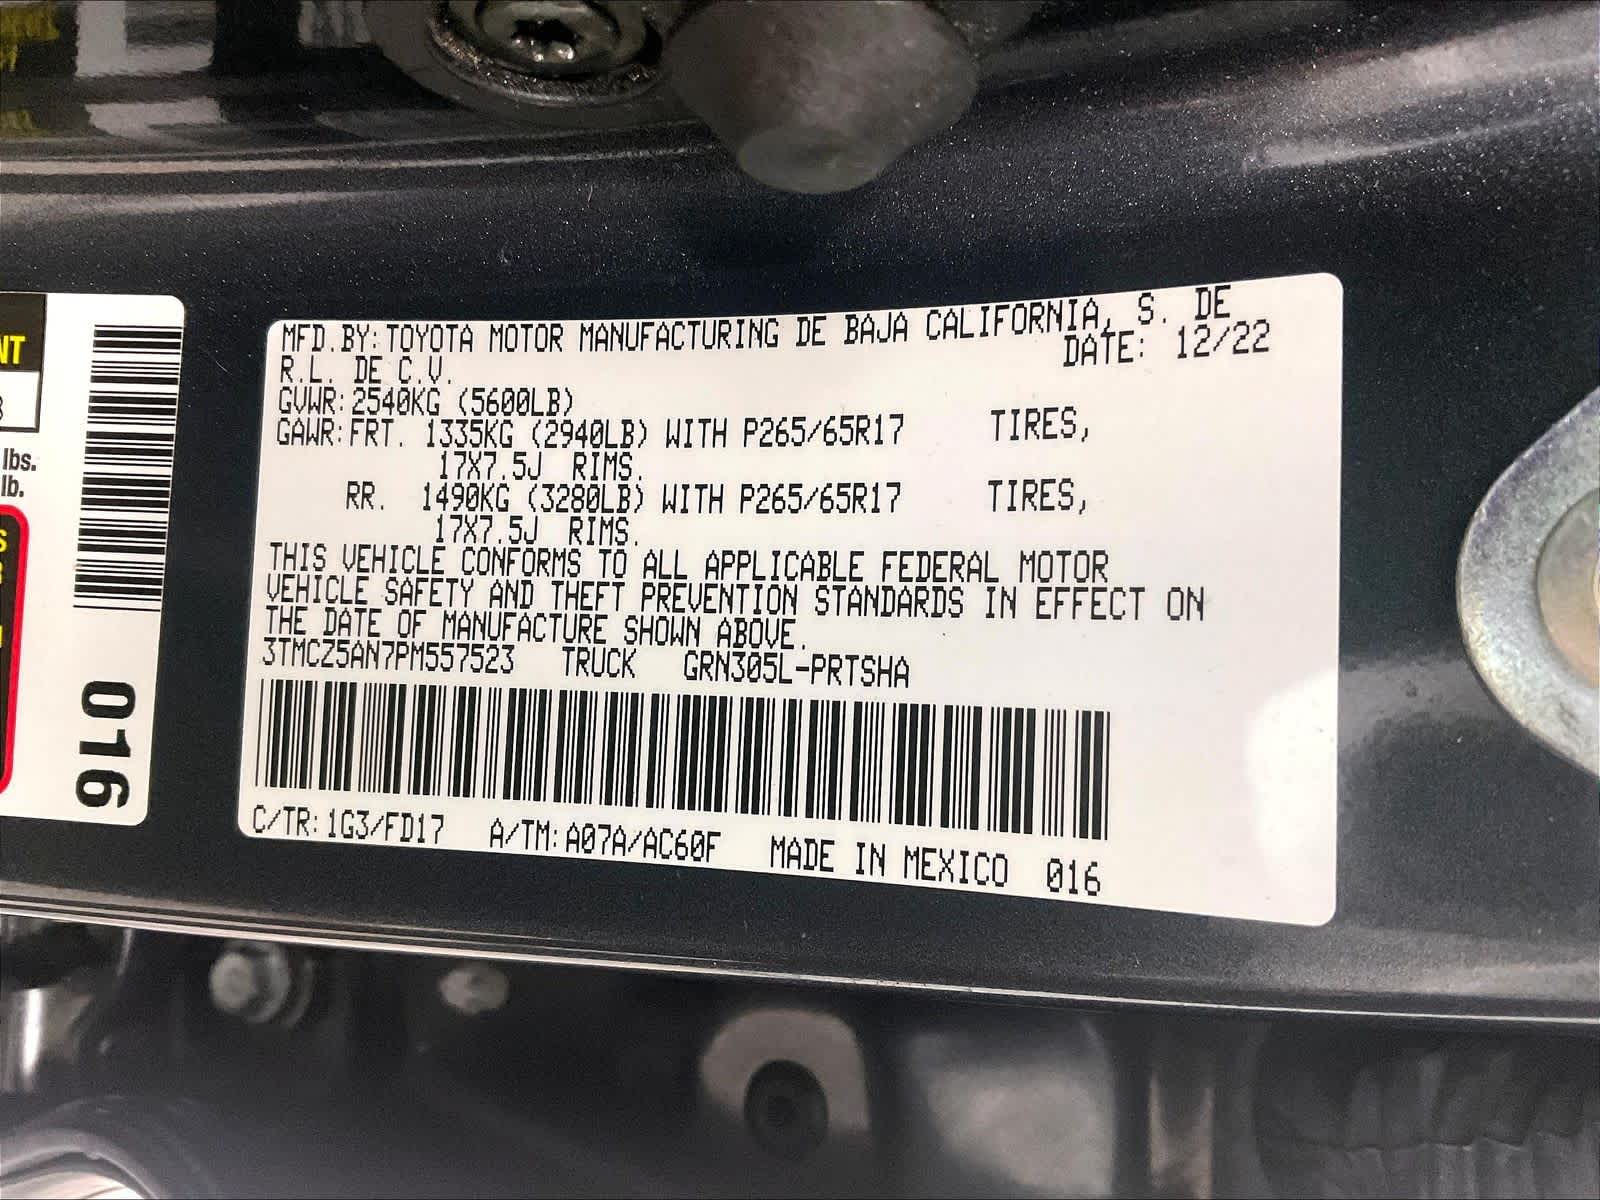 NT
lbs.
lb.
016
MFD.BY:TOYOTA MOTOR MANUFACTURING DE BAJA CALIFORNIA, S. DE
R.L. DE C.V. DATE: 12/22
GVWR:2540KG (5600LB)
GAWR:FRT. 1335KG (2940LB) WITH P265/65R17 TIRES,
17X7.5J RIMS.
RR. 1490KG (3280LB) WITH P265/65R17 TIRES,
17X7.5J RIMS.
THIS VEHICLE CONFORMS TO ALL APPLICABLE FEDERAL MOTOR
VEHICLE SAFETY AND THEFT PREVENTION STANDARDS IN EFFECT ON
THE DATE OF MANUFACTURE SHOWN ABOVE.
3TMCZ5AN7PM557523 TRUCK GRN305L-PRTSHA
C/TR:1G3/FD17 A/TM:A07A/AC60F MADE IN MEXICO 016